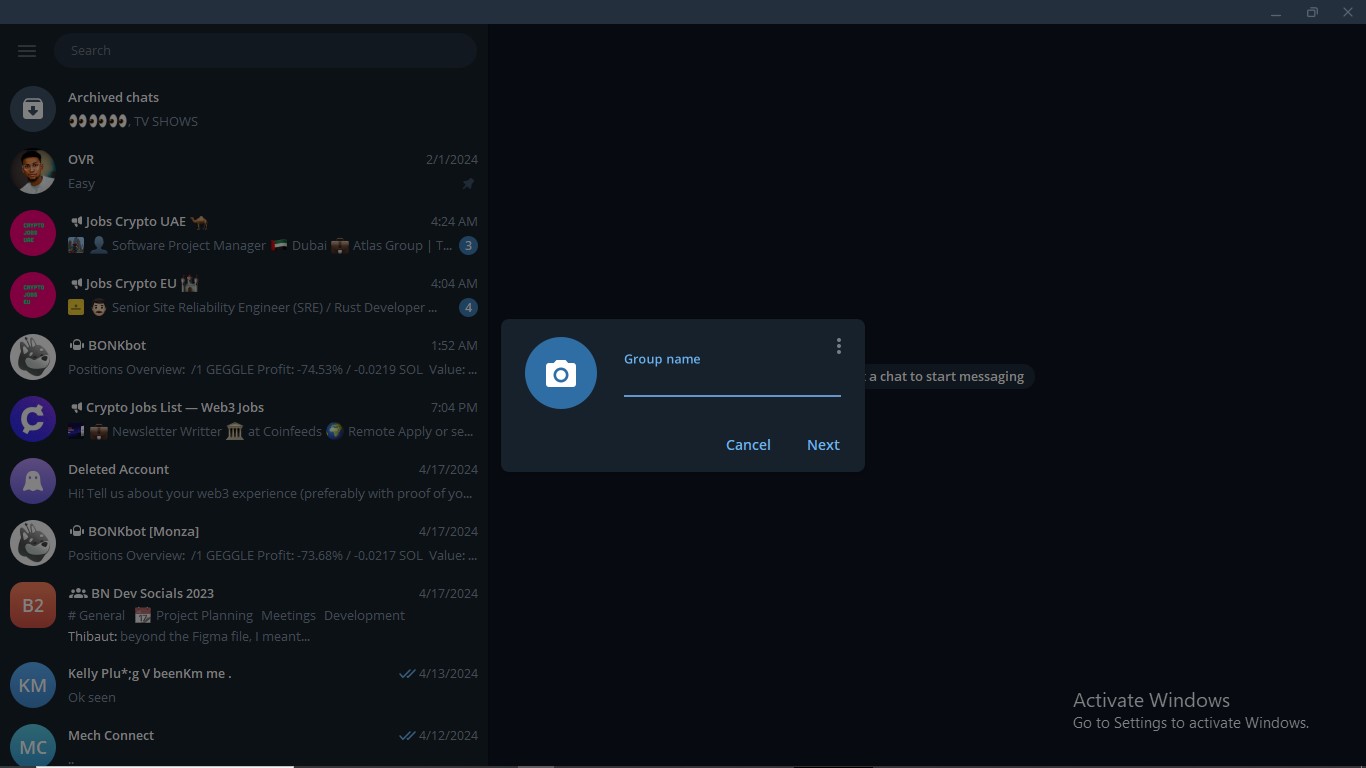 Search
Archived chats
👀👀👀, TV SHOWS
OVR 2/1/2024
Easy
Jobs Crypto UAE 🐪 4:24 AM
👤 Software Project Manager 🇦🇪 Dubai 💼 Atlas Group | T... 3
Jobs Crypto EU 🏰 4:04 AM
Senior Site Reliability Engineer (SRE) / Rust Developer ... 4
BONKbot 1:52 AM
Positions Overview: /1 GEGGLE Profit: -74.53% / -0.0219 SOL Value: ...
Crypto Jobs List — Web3 Jobs 7:04 PM
💼 Newsletter Writter 🏛 at Coinfeeds 🌍 Remote Apply or se...
Deleted Account 4/17/2024
Hi! Tell us about your web3 experience (preferably with proof of yo...
BONKbot [Monza] 4/17/2024
Positions Overview: /1 GEGGLE Profit: -73.68% / -0.0217 SOL Value: ...
B2
BN Dev Socials 2023 4/17/2024
# General 📅 Project Planning Meetings Development
Thibaut: beyond the Figma file, I meant...
KM
Kelly Plu*;g V beenKm me . 4/13/2024
Ok seen
MC
Mech Connect 4/12/2024
Group name
Cancel Next
a chat to start messaging
Activate Windows
Go to Settings to activate Windows.
CRYPTO
JOBS
UAE
CRYPTO
JOBS
EU